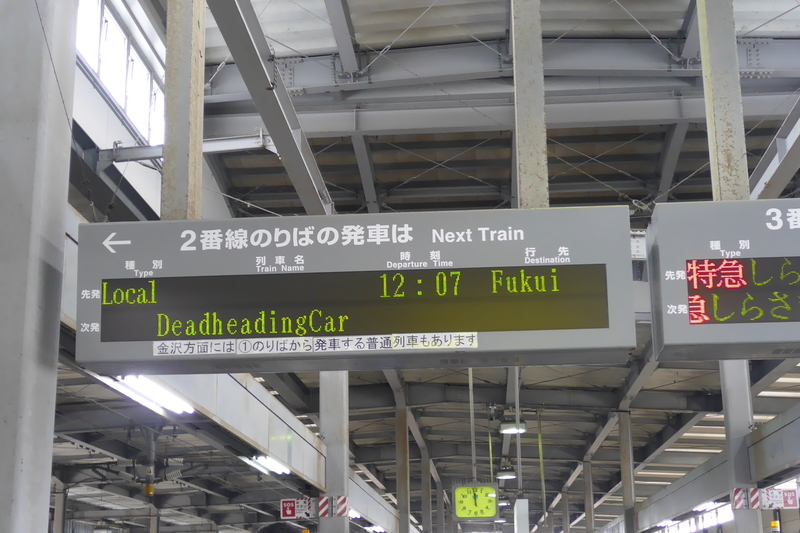 ← 2番線のりばの発車は Next Train
種別 列車名 時刻 行先
Type Train Name Departure Time Destination
先発 Local 12:07 Fukui
次発 DeadheadingCar
金沢方面には①のりばから発車する普通列車もあります
3番
種別
Type
先発 特急 しら
次発 急 しらさ
SOS
SOS